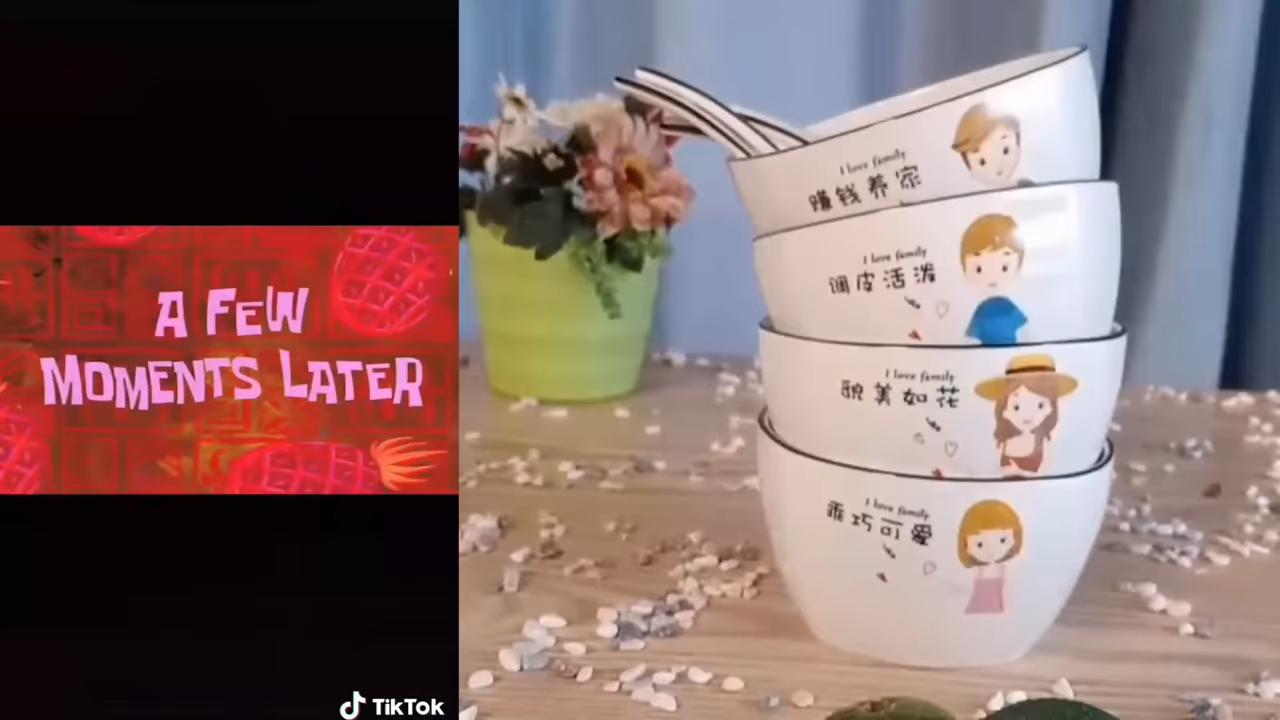 A FEW
MOMENTS LATER
TikTok
I love family
赚钱养家
I love family
调皮活泼
I love family
貌美如花
I love family
乖巧可爱